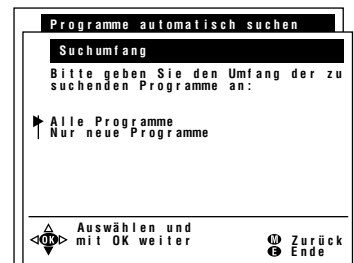 Programme automatisch suchen
Suchumfang
Bitte geben Sie den Umfang der zu
suchenden Programme an:
Alle Programme
Nur neue Programme
Auswählen und
OK mit OK weiter
M Zurück
E Ende